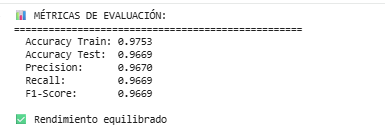 📊 MÉTRICAS DE EVALUACIÓN:
==================================================
Accuracy Train: 0.9753
Accuracy Test: 0.9669
Precision: 0.9670
Recall: 0.9669
F1-Score: 0.9669
✅ Rendimiento equilibrado